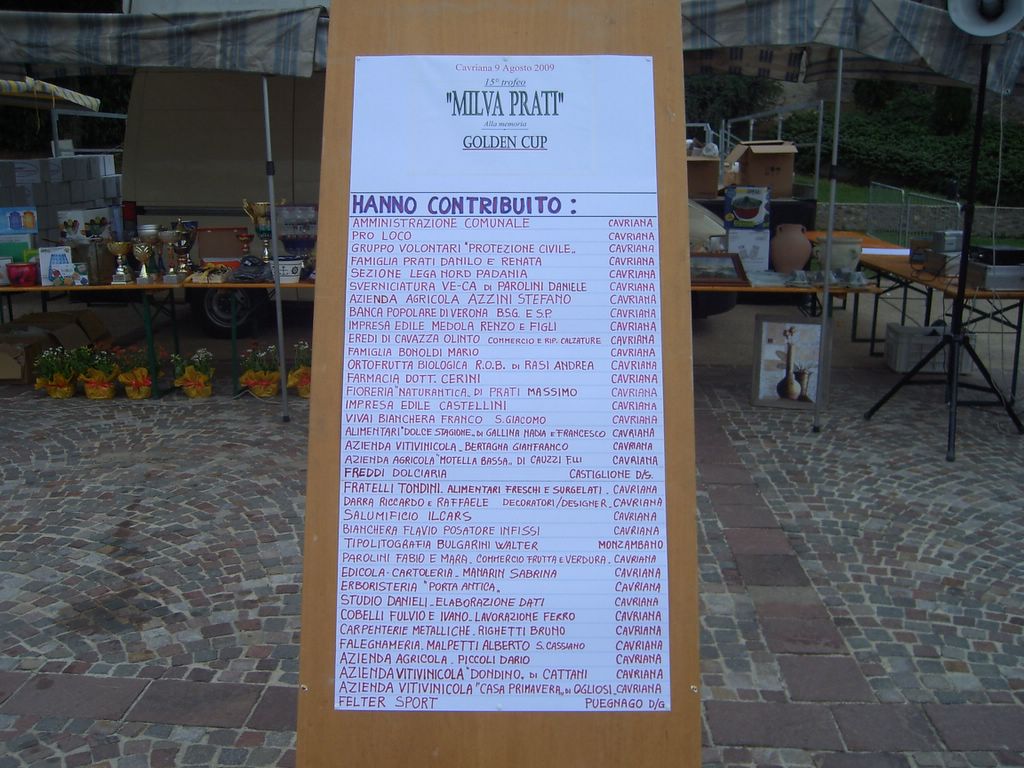 Cavriana 9 Agosto 2009
15° trofeo
"MILVA PRATI"
Alla memoria
GOLDEN CUP
HANNO CONTRIBUITO :
AMMINISTRAZIONE COMUNALE CAVRIANA
PRO LOCO CAVRIANA
GRUPPO VOLONTARI "PROTEZIONE CIVILE" CAVRIANA
FAMIGLIA PRATI DANILO E RENATA CAVRIANA
SEZIONE LEGA NORD PADANIA CAVRIANA
SVERNICIATURA VE-CA DI PAROLINI DANIELE CAVRIANA
AZIENDA AGRICOLA AZZINI STEFANO CAVRIANA
BANCA POPOLARE DI VERONA B.S.G. E S.P. CAVRIANA
IMPRESA EDILE MEDOLA RENZO E FIGLI CAVRIANA
EREDI DI CAVAZZA OLINTO COMMERCIO E RIP. CALZATURE CAVRIANA
FAMIGLIA BONOLDI MARIO CAVRIANA
ORTOFRUTTA BIOLOGICA R.O.B. DI RASI ANDREA CAVRIANA
FARMACIA DOTT. CERINI CAVRIANA
FIORERIA "NATURANTICA" DI PRATI MASSIMO CAVRIANA
IMPRESA EDILE CASTELLINI CAVRIANA
VIVAI BIANCHERA FRANCO S. GIACOMO CAVRIANA
ALIMENTARI "DOLCE STAGIONE" DI GALLINA NADIA E FRANCESCO CAVRIANA
AZIENDA VITIVINICOLA - BERTAGNA GIANFRANCO CAVRIANA
AZIENDA AGRICOLA "MOTELLA BASSA" DI CAUZZI F.LLI CAVRIANA
FREDDI DOLCIARIA CASTIGLIONE D/S.
FRATELLI TONDINI. ALIMENTARI FRESCHI E SURGELATI. CAVRIANA
DARRA RICCARDO E RAFFAELE DECORATORI/DESIGNER. CAVRIANA
SALUMIFICIO ILCARS CAVRIANA
BIANCHERA FLAVIO POSATORE INFISSI CAVRIANA
TIPOLITOGRAFIA BULGARINI WALTER MONZAMBANO
PAROLINI FABIO E MARA. COMMERCIO FRUTTA E VERDURA. CAVRIANA
EDICOLA-CARTOLERIA - MANARIN SABRINA CAVRIANA
ERBORISTERIA "PORTA ANTICA" CAVRIANA
STUDIO DANIELI - ELABORAZIONE DATI CAVRIANA
COBELLI FULVIO E IVANO - LAVORAZIONE FERRO CAVRIANA
CARPENTERIE METALLICHE. RIGHETTI BRUNO CAVRIANA
FALEGNAMERIA. MALPETTI ALBERTO S. CASSIANO CAVRIANA
AZIENDA AGRICOLA. PICCOLI DARIO CAVRIANA
AZIENDA VITIVINICOLA "DONDINO" DI CATTANI CAVRIANA
AZIENDA VITIVINICOLA "CASA PRIMAVERA" DI OGLIOSI. CAVRIANA
FELTER SPORT PUEGNAGO D/G